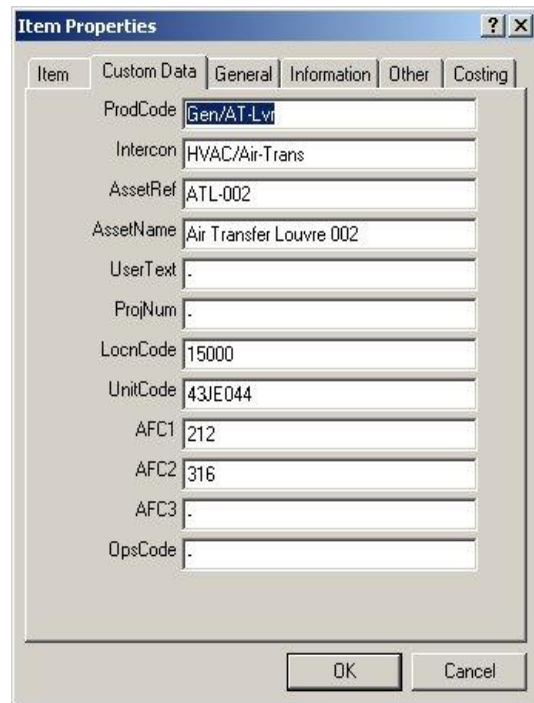 Item Properties
Item Custom Data General Information Other Costing
ProdCode Gen/AT-Lvr
Intercon HVAC/Air-Trans
AssetRef ATL-002
AssetName Air Transfer Louvre 002
UserText .
ProjNum .
LocnCode 15000
UnitCode 43JE044
AFC1 212
AFC2 316
AFC3 .
OpsCode .
OK Cancel